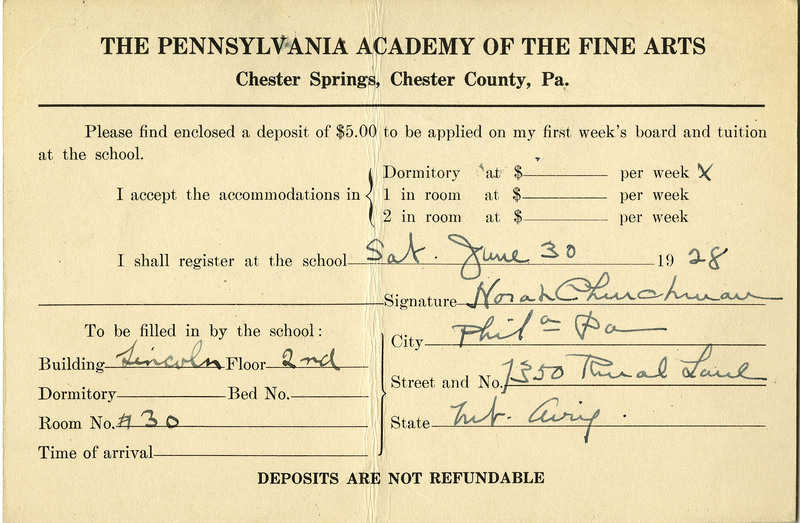 THE PENNSYLVANIA ACADEMY OF THE FINE ARTS
Chester Springs, Chester County, Pa.
Please find enclosed a deposit of $5.00 to be applied on my first week's board and tuition
at the school.
I accept the accommodations in
Dormitory at $ per week X
1 in room at $ per week
2 in room at $ per week
I shall register at the school Sat. June 30 1928
Signature Norah Churchman
To be filled in by the school:
Building Lincoln Floor 2nd
Dormitory Bed No.
Room No. #30
Time of arrival
City Phila Pa
Street and No. 1350 Lane
State Mt. Airy.
DEPOSITS ARE NOT REFUNDABLE